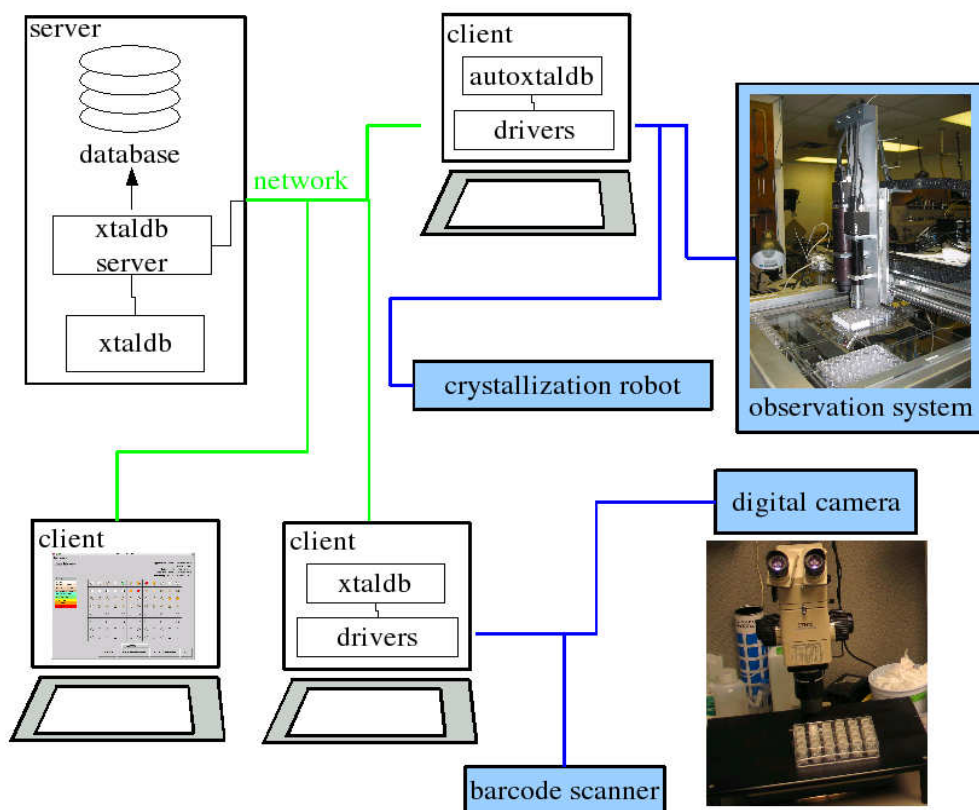 server
database
xtaldb
server
xtaldb
network
client
autoxtaldb
drivers
crystallization robot
observation system
client
client
xtaldb
drivers
digital camera
barcode scanner